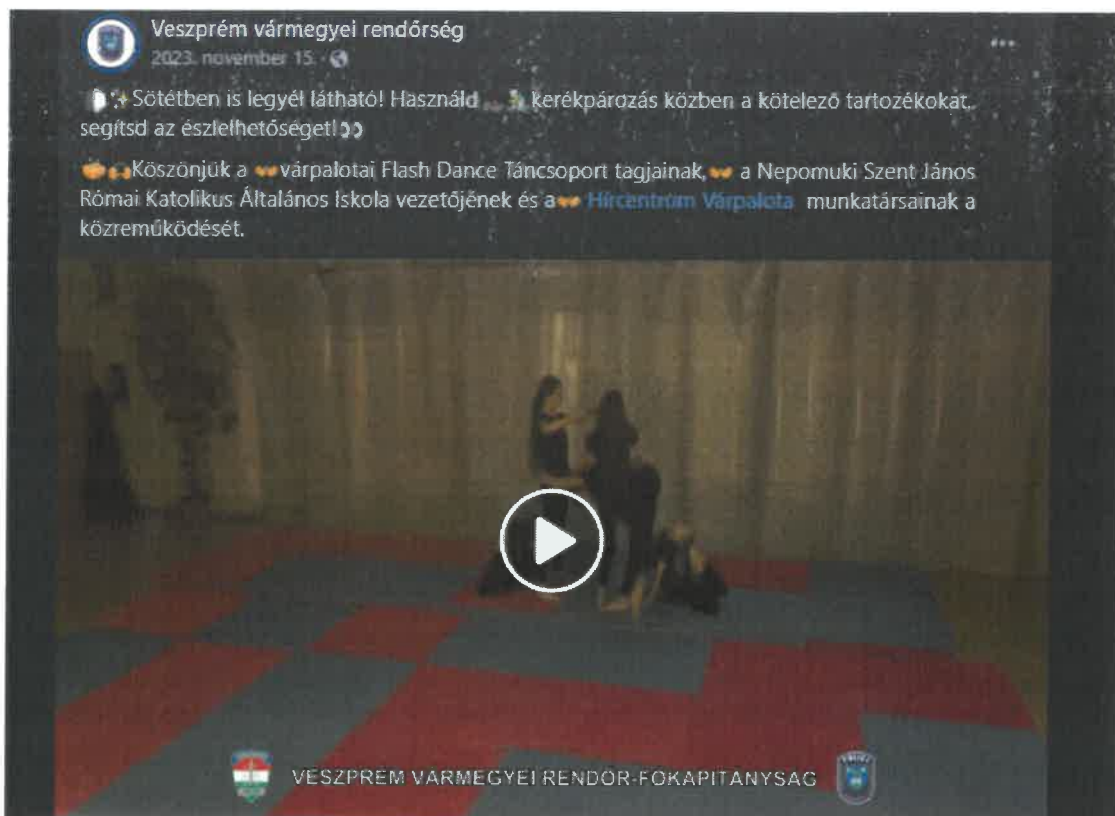 Veszprém vármegyei rendőrség
2023. november 15.
Sötétben is legyél látható! Használd kerékpározás közben a kötelező tartozékokat,
segítsd az észlelhetőséget!
Köszönjük a várpalotai Flash Dance Táncsoport tagjainak, a Nepomuki Szent János
Római Katolikus Általános Iskola vezetőjének és a Hírcentrum Várpalota munkatársainak a
közreműködését.
VESZPRÉM VÁRMEGYEI RENDŐR-FŐKAPITÁNYSÁG